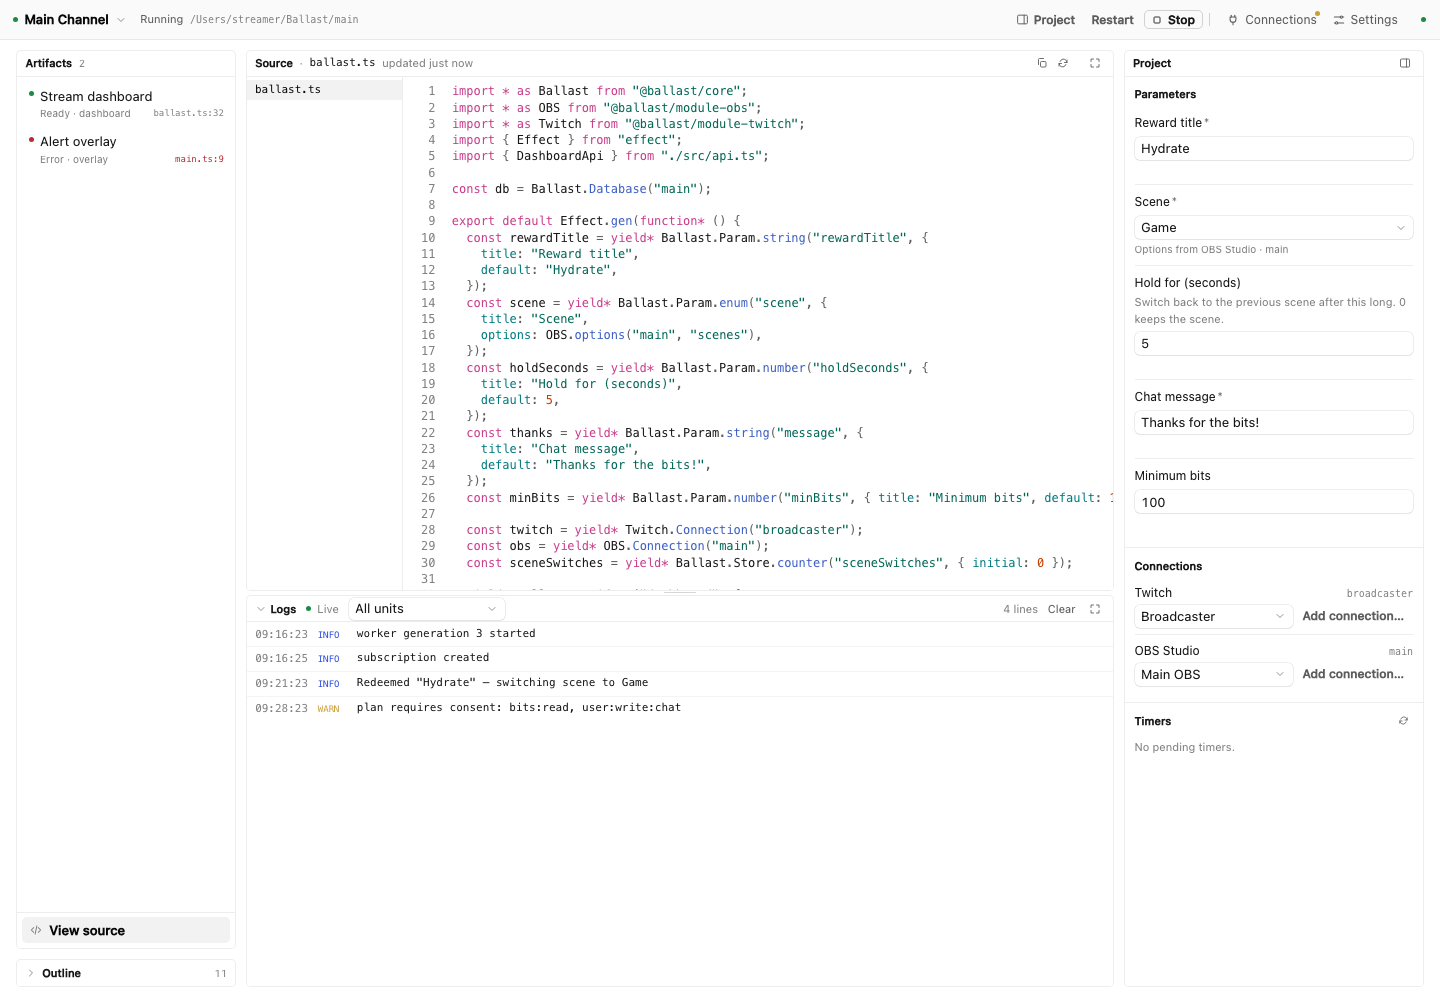 Main Channel
Running /Users/streamer/Ballast/main
Project
Restart
Stop
Connections
Settings
Artifacts 2
Stream dashboard
Ready · dashboard ballast.ts:32
Alert overlay
Error · overlay main.ts:9
View source
Outline 11
Source · ballast.ts updated just now
ballast.ts
1 import * as Ballast from "@ballast/core";
2 import * as OBS from "@ballast/module-obs";
3 import * as Twitch from "@ballast/module-twitch";
4 import { Effect } from "effect";
5 import { DashboardApi } from "./src/api.ts";
6
7 const db = Ballast.Database("main");
8
9 export default Effect.gen(function* () {
10 const rewardTitle = yield* Ballast.Param.string("rewardTitle", {
11 title: "Reward title",
12 default: "Hydrate",
13 });
14 const scene = yield* Ballast.Param.enum("scene", {
15 title: "Scene",
16 options: OBS.options("main", "scenes"),
17 });
18 const holdSeconds = yield* Ballast.Param.number("holdSeconds", {
19 title: "Hold for (seconds)",
20 default: 5,
21 });
22 const thanks = yield* Ballast.Param.string("message", {
23 title: "Chat message",
24 default: "Thanks for the bits!",
25 });
26 const minBits = yield* Ballast.Param.number("minBits", { title: "Minimum bits", default:
27
28 const twitch = yield* Twitch.Connection("broadcaster");
29 const obs = yield* OBS.Connection("main");
30 const sceneSwitches = yield* Ballast.Store.counter("sceneSwitches", { initial: 0 });
31
Logs Live All units 4 lines Clear
09:16:23 INFO worker generation 3 started
09:16:25 INFO subscription created
09:21:23 INFO Redeemed "Hydrate" — switching scene to Game
09:28:23 WARN plan requires consent: bits:read, user:write:chat
Project
Parameters
Reward title*
Hydrate
Scene*
Game
Options from OBS Studio · main
Hold for (seconds)
Switch back to the previous scene after this long. 0
keeps the scene.
5
Chat message*
Thanks for the bits!
Minimum bits
100
Connections
Twitch broadcaster
Broadcaster Add connection...
OBS Studio main
Main OBS Add connection...
Timers
No pending timers.